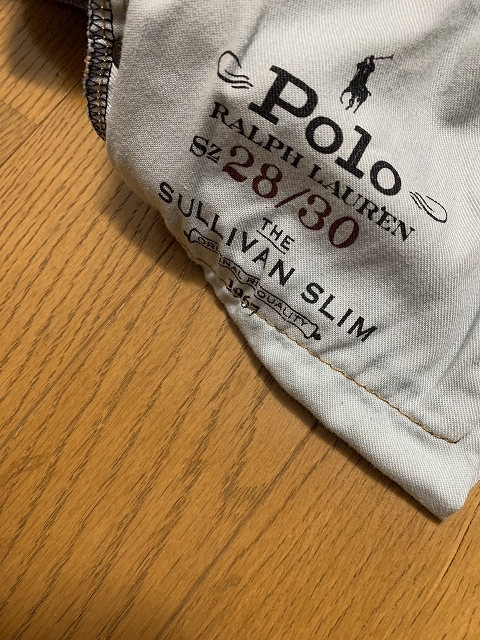 Polo
RALPH LAUREN
SZ 28/30
THE
SULLIVAN SLIM
ORIGINAL QUALITY
1967